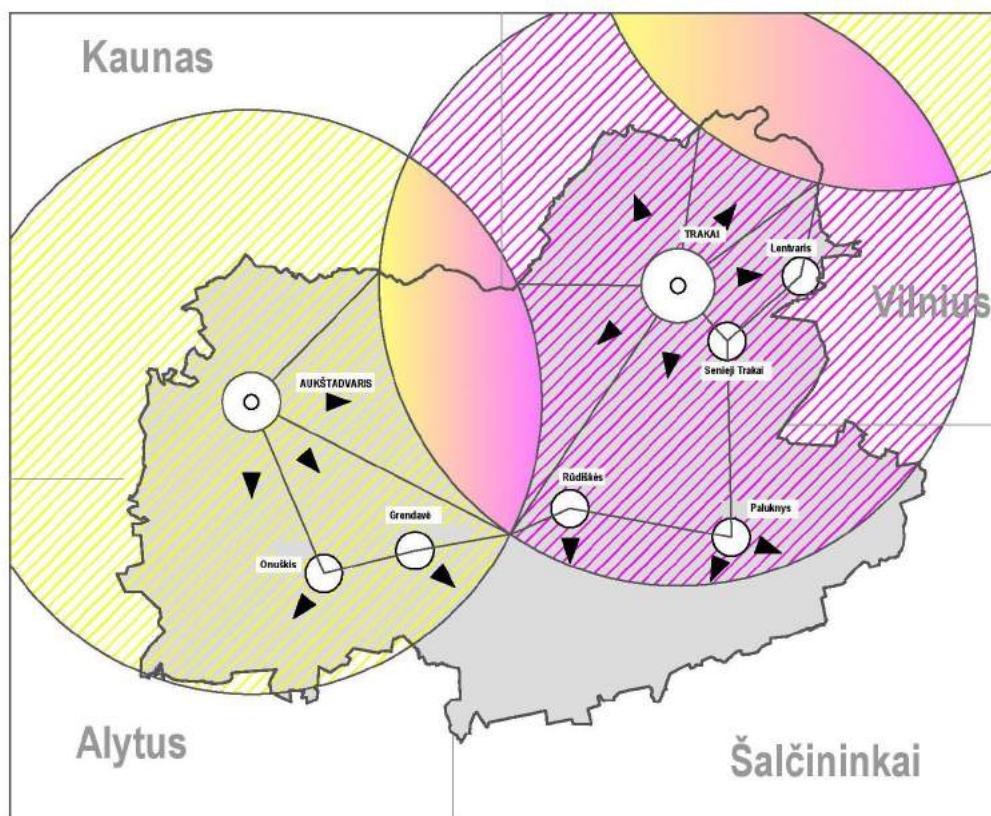 Kaunas
TRAKAI
Lentvaris
Vilnius
Senieji Trakai
AUKŠTADVARIS
Rūdiškės
Paluknys
Grendavė
Onuškis
Alytus
Šalčininkai